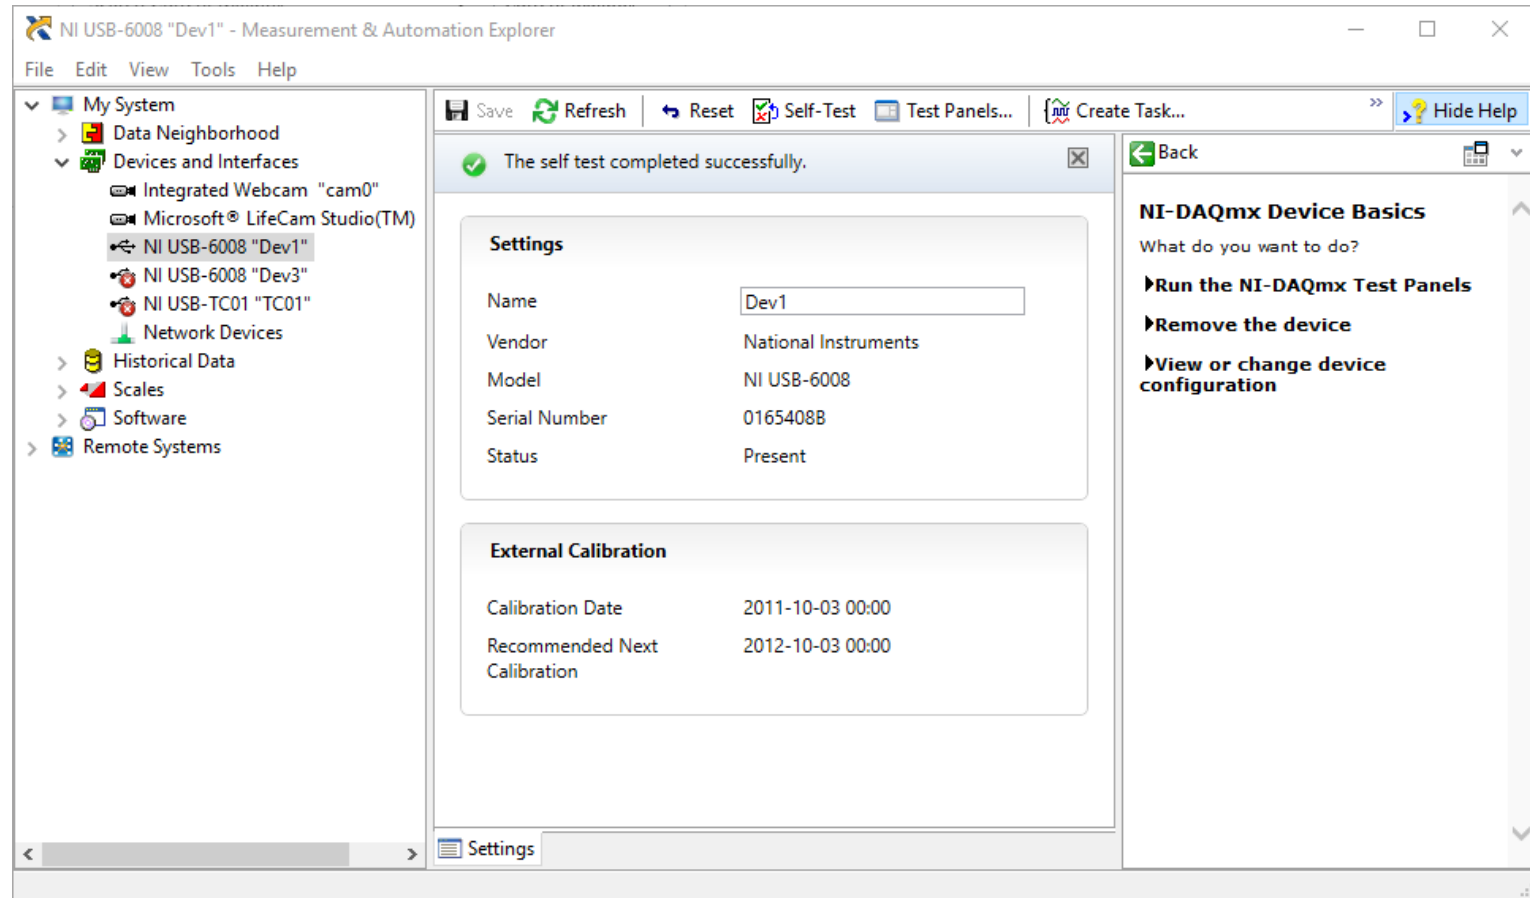 NI USB-6008 "Dev1" - Measurement & Automation Explorer
File Edit View Tools Help
My System
Data Neighborhood
Devices and Interfaces
Integrated Webcam "cam0"
Microsoft® LifeCam Studio(TM)
NI USB-6008 "Dev1"
NI USB-6008 "Dev3"
NI USB-TC01 "TC01"
Network Devices
Historical Data
Scales
Software
Remote Systems
Save Refresh Reset Self-Test Test Panels... Create Task... » Hide Help
The self test completed successfully.
Settings
Name Dev1
Vendor National Instruments
Model NI USB-6008
Serial Number 0165408B
Status Present
External Calibration
Calibration Date 2011-10-03 00:00
Recommended Next 2012-10-03 00:00
Calibration
Settings
Back
NI-DAQmx Device Basics
What do you want to do?
Run the NI-DAQmx Test Panels
Remove the device
View or change device
configuration